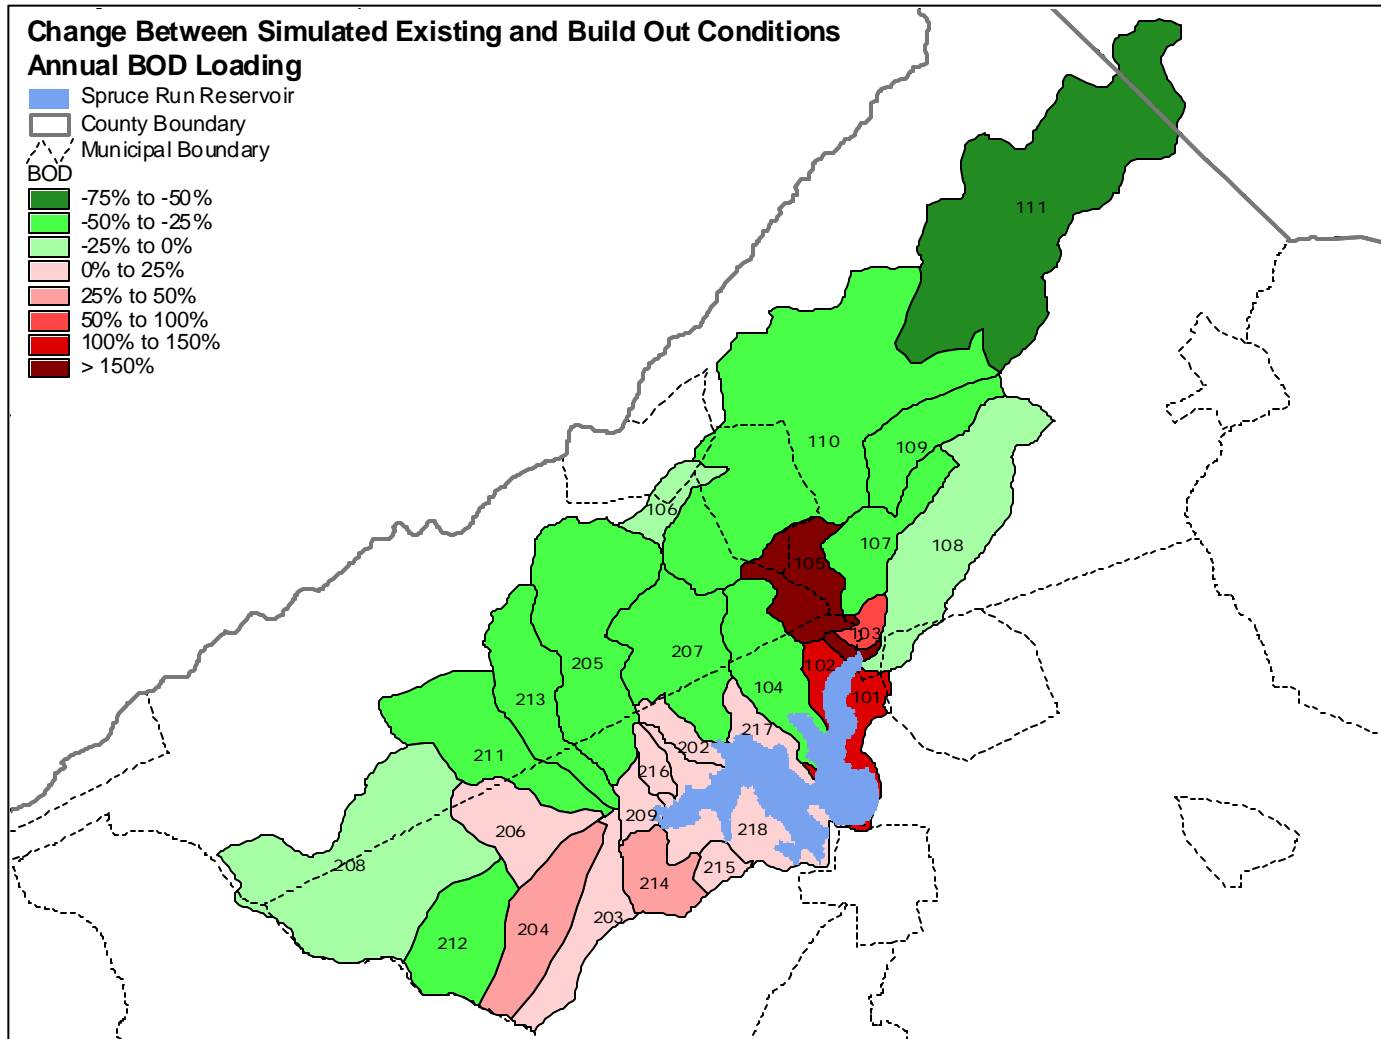 Change Between Simulated Existing and Build Out Conditions
Annual BOD Loading
Spruce Run Reservoir
County Boundary
Municipal Boundary
BOD
-75% to -50%
-50% to -25%
-25% to 0%
0% to 25%
25% to 50%
50% to 100%
100% to 150%
> 150%
111
110
109
106
107
108
105
103
102
101
104
207
205
213
211
217
202
216
209
218
206
208
215
214
203
204
212